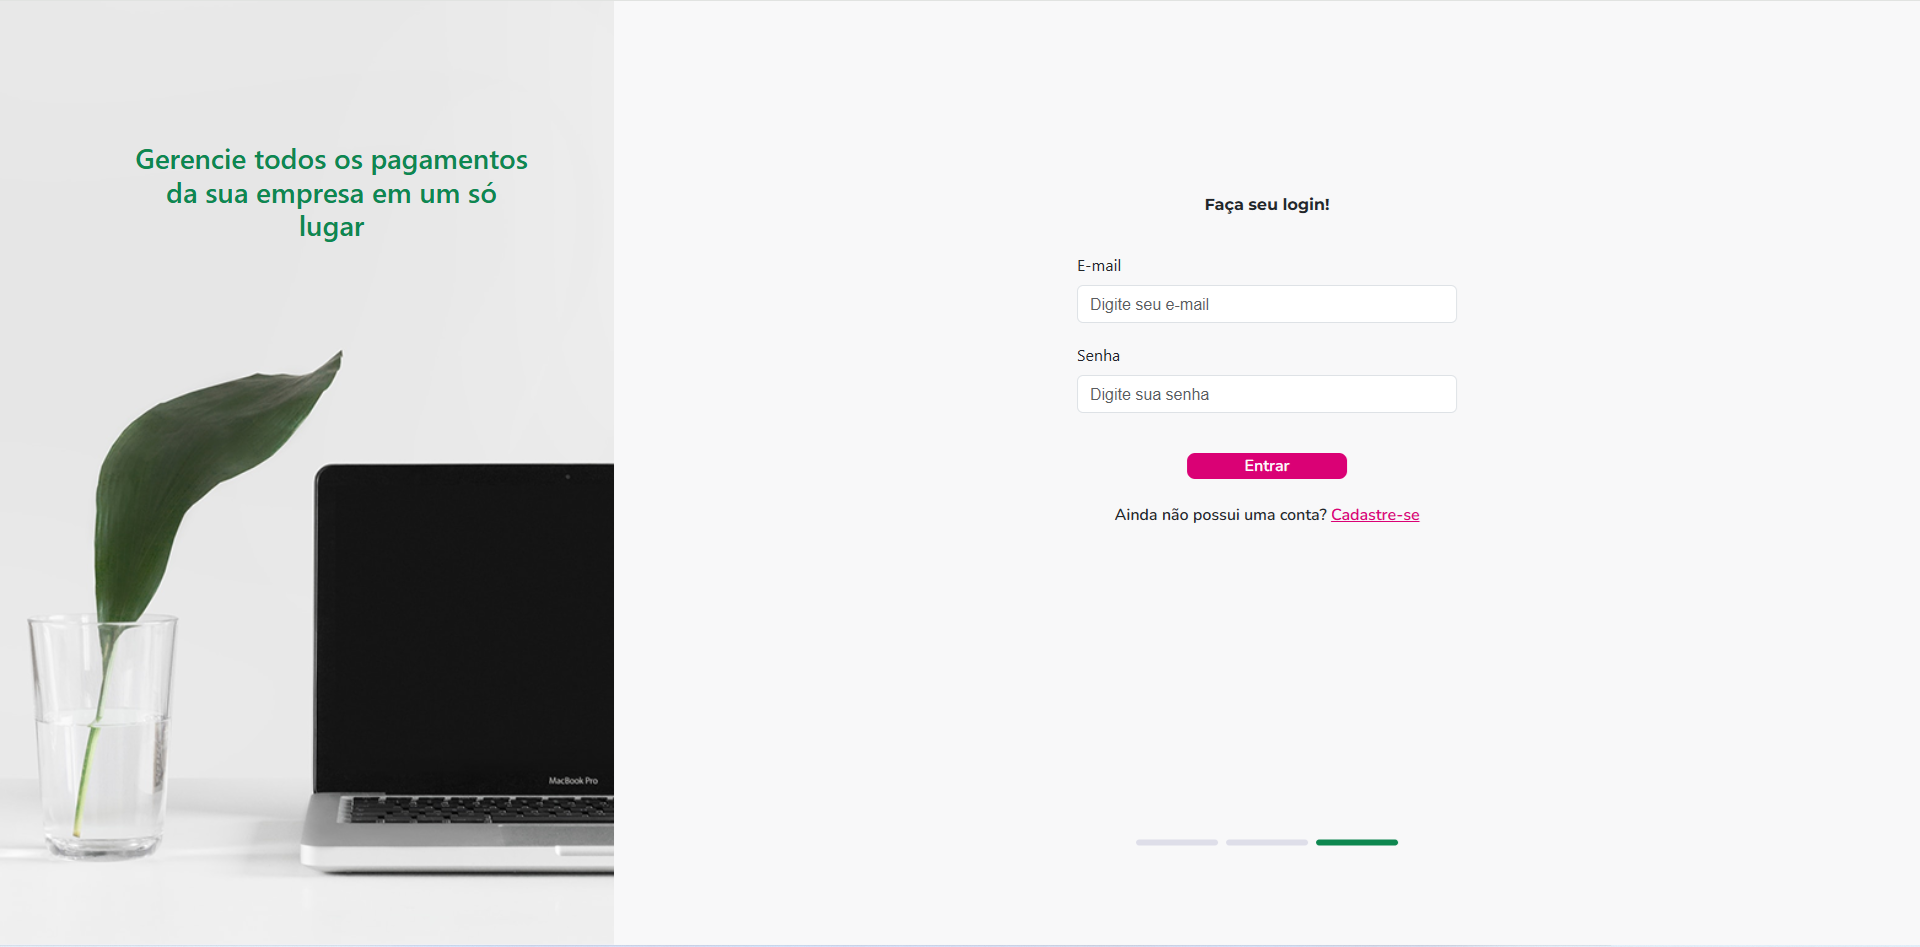 Gerencie todos os pagamentos
da sua empresa em um só
lugar
MacBook Pro
Faça seu login!
E-mail
Digite seu e-mail
Senha
Digite sua senha
Entrar
Ainda não possui uma conta? Cadastre-se